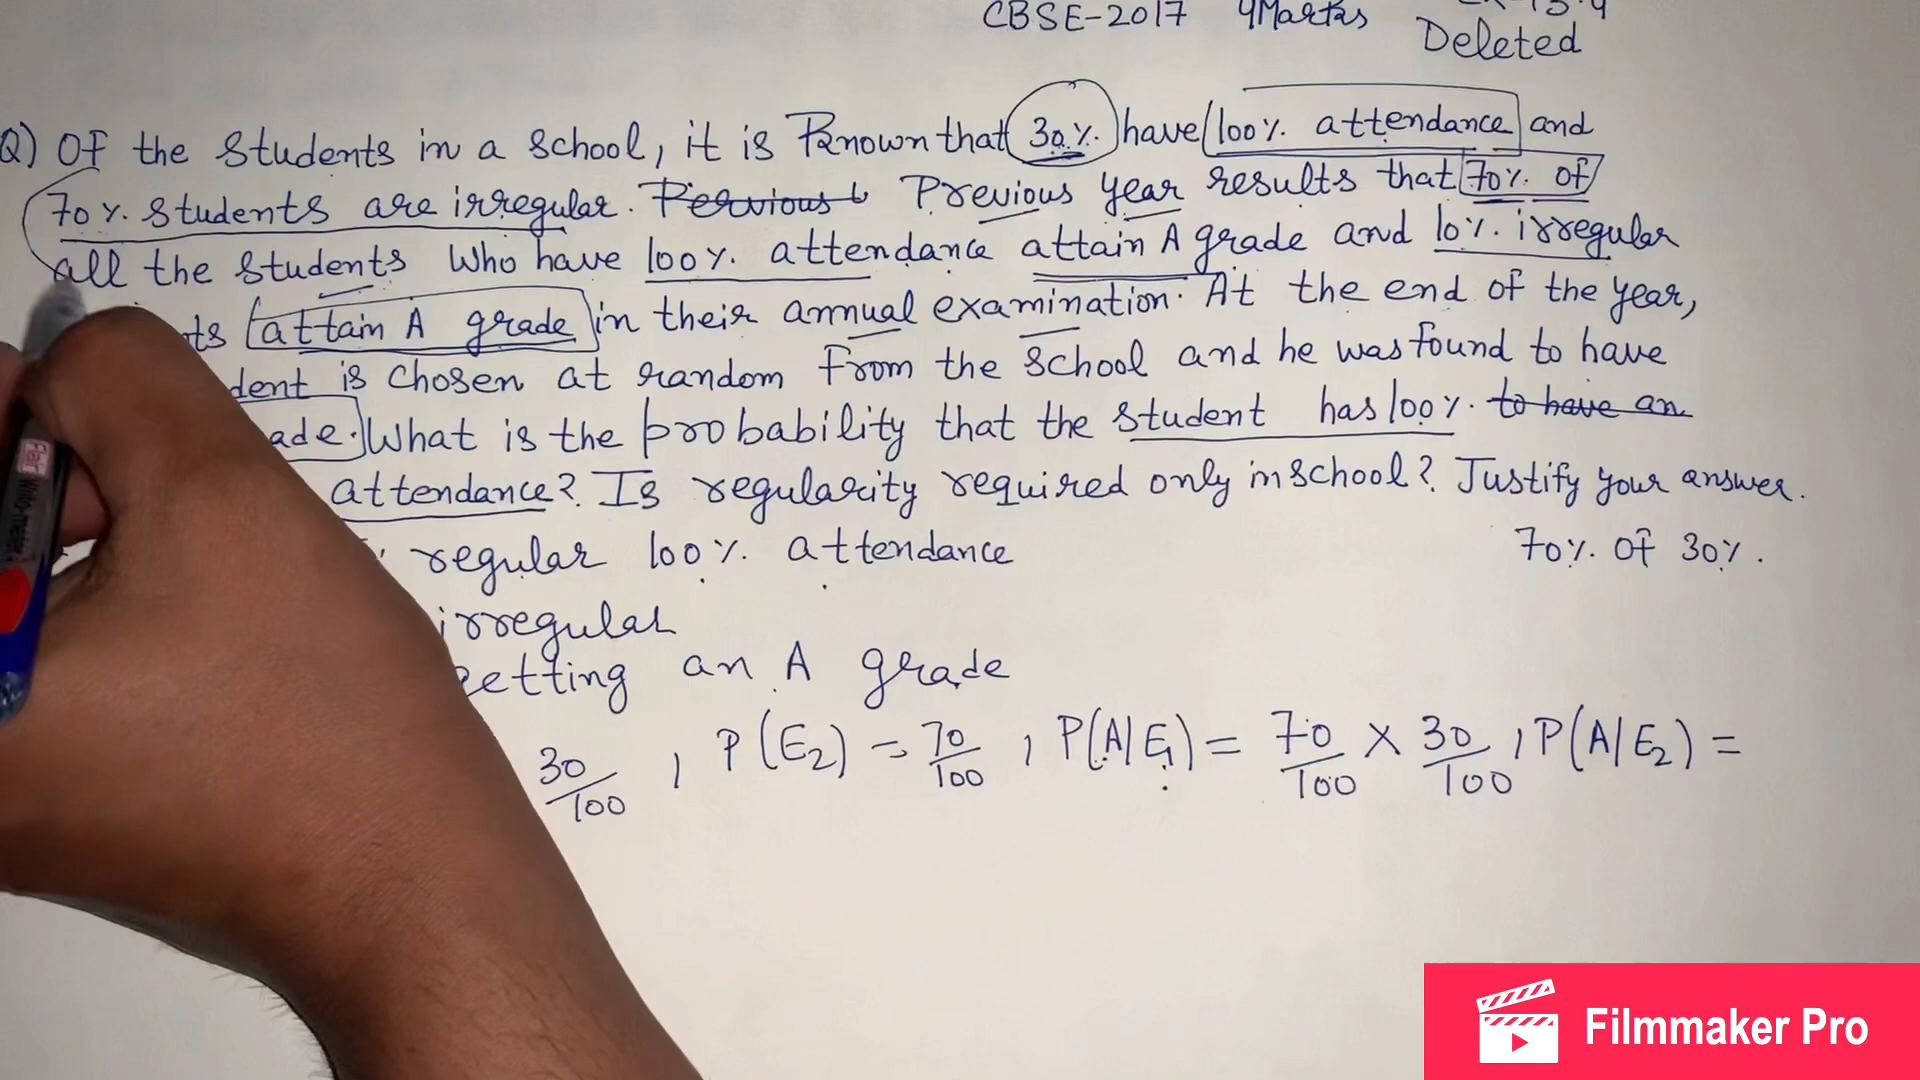 CBSE-2017 4Marks
Deleted
Q) Of the Students in a School, it is Known that 30%. have 100%. attendance and
70%. students are irregular. Pervious Previous year results that 70%. of
all the students Who have 100%. attendance attain A grade and 10%. irregular
ts attain A grade in their annual examination. At the end of the year,
dent is chosen at random from the school and he was found to have
ade. What is the probability that the student has 100%. to have an
attendance? Is regularity required only in school? Justify your answer.
regular 100%. attendance 70%. of 30%.
irregular
getting an A grade
30/100 , P(E₂) = 70/100 , P(A|E₁) = 70/100 × 30/100 , P(A|E₂) =
Filmmaker Pro